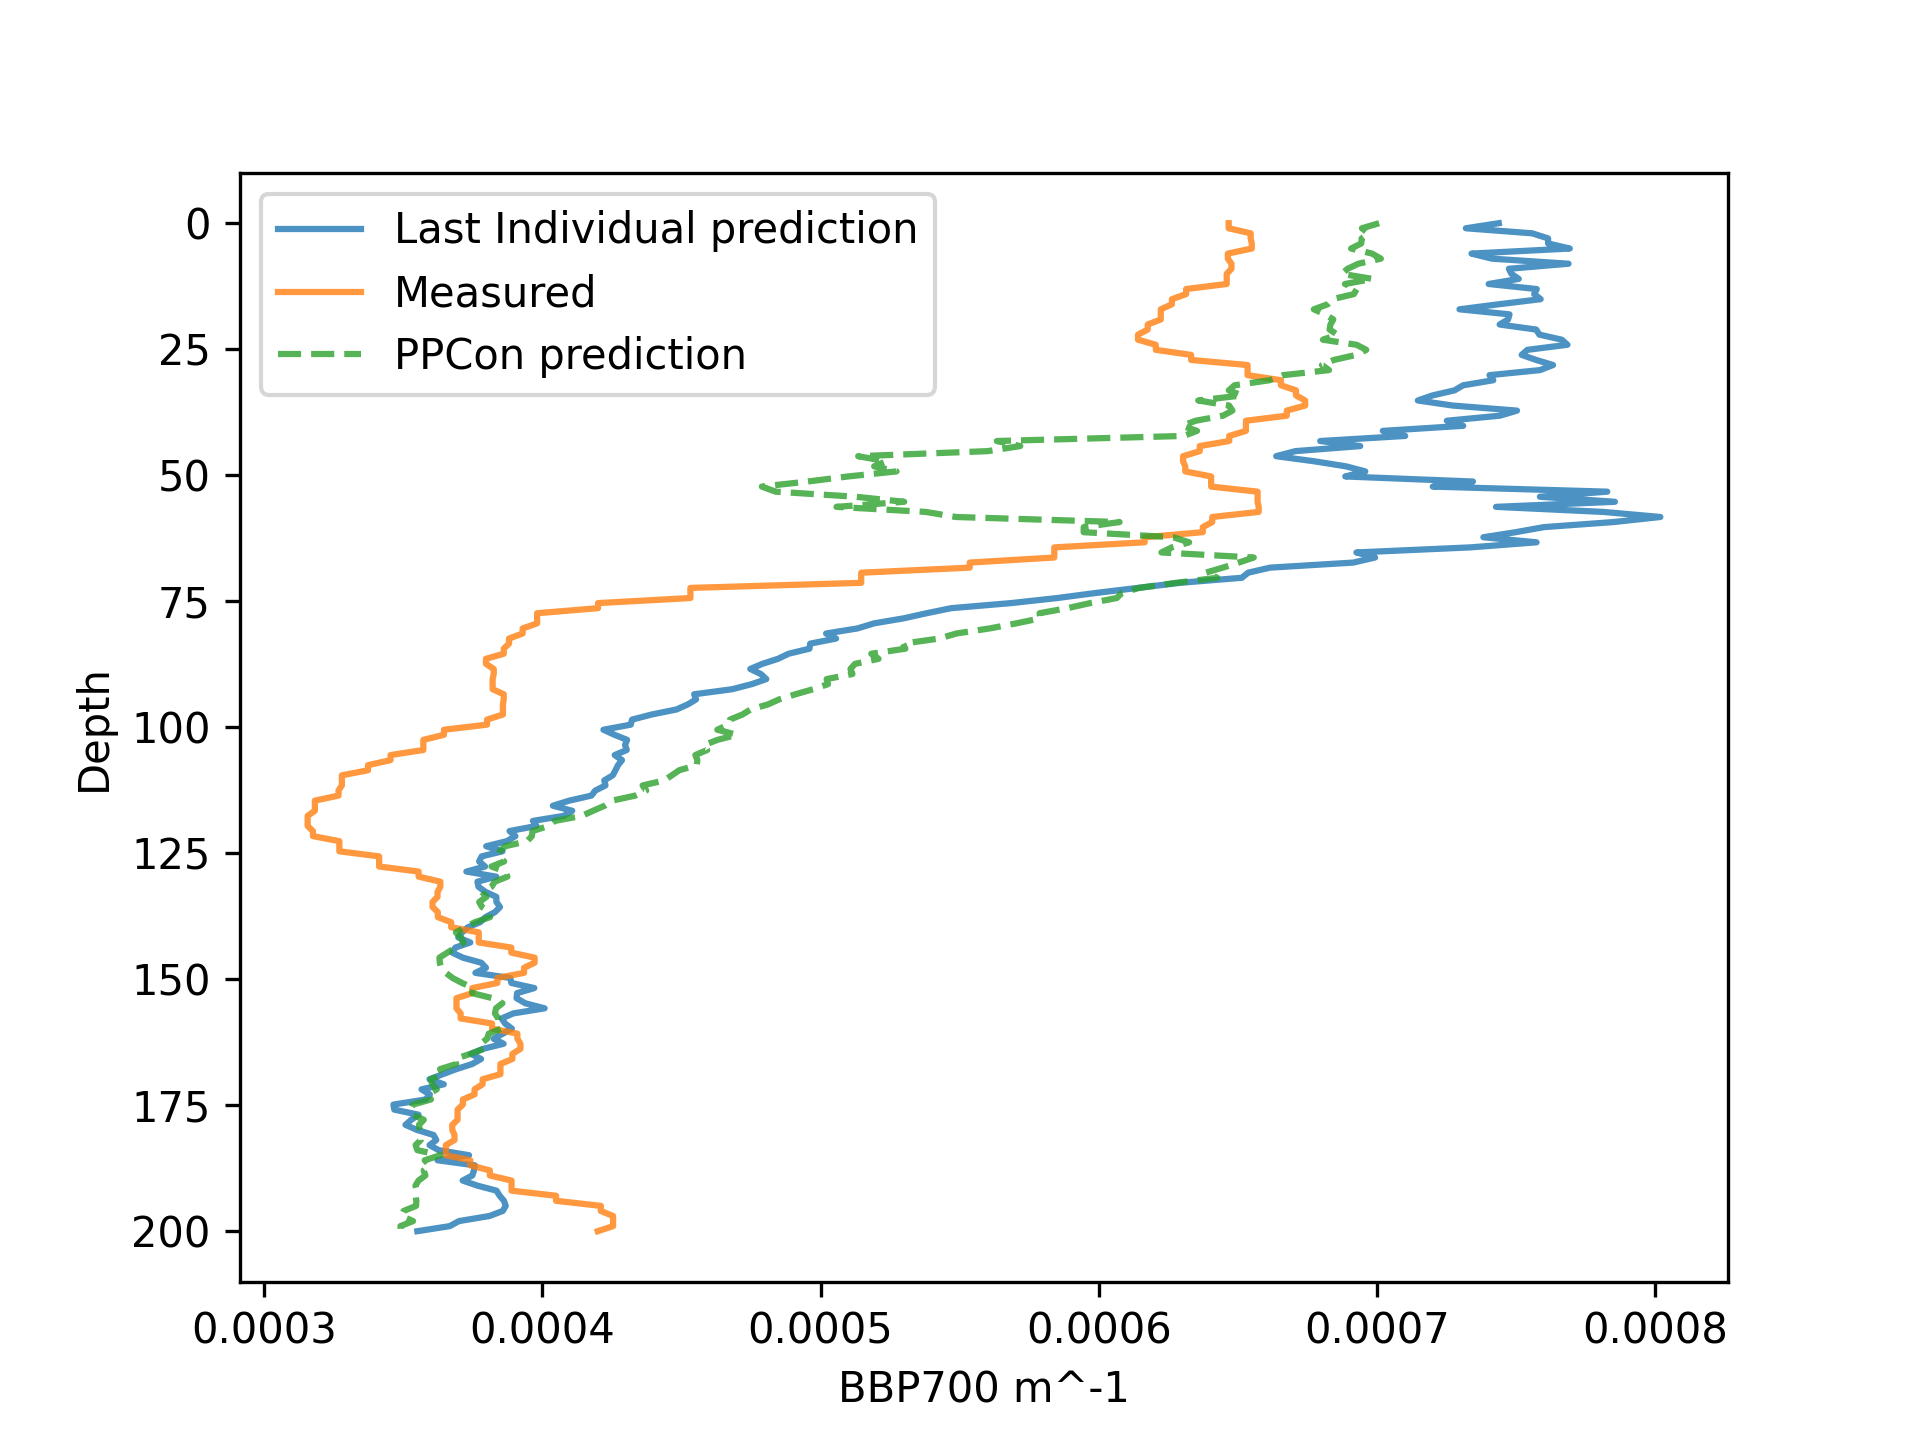 Last Individual prediction
Measured
PPCon prediction
0
25
50
75
100
125
150
175
200
Depth
0.0003 0.0004 0.0005 0.0006 0.0007 0.0008
BBP700 m^-1